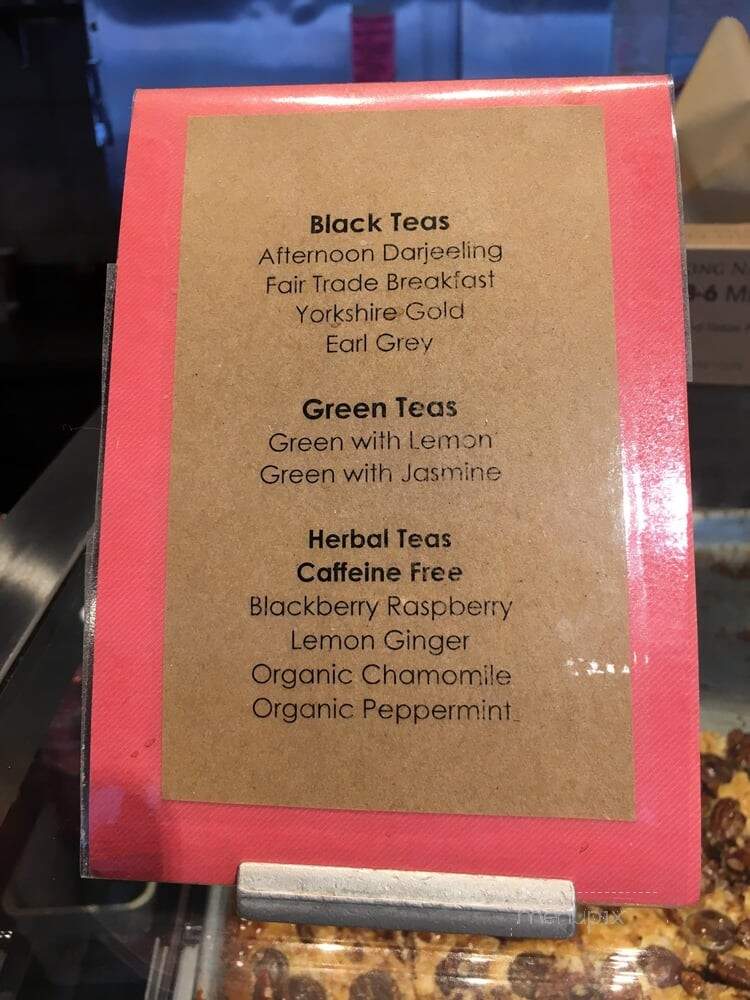 Black Teas
Afternoon Darjeeling
Fair Trade Breakfast
Yorkshire Gold
Earl Grey
Green Teas
Green with Lemon
Green with Jasmine
Herbal Teas
Caffeine Free
Blackberry Raspberry
Lemon Ginger
Organic Chamomile
Organic Peppermint
menupix